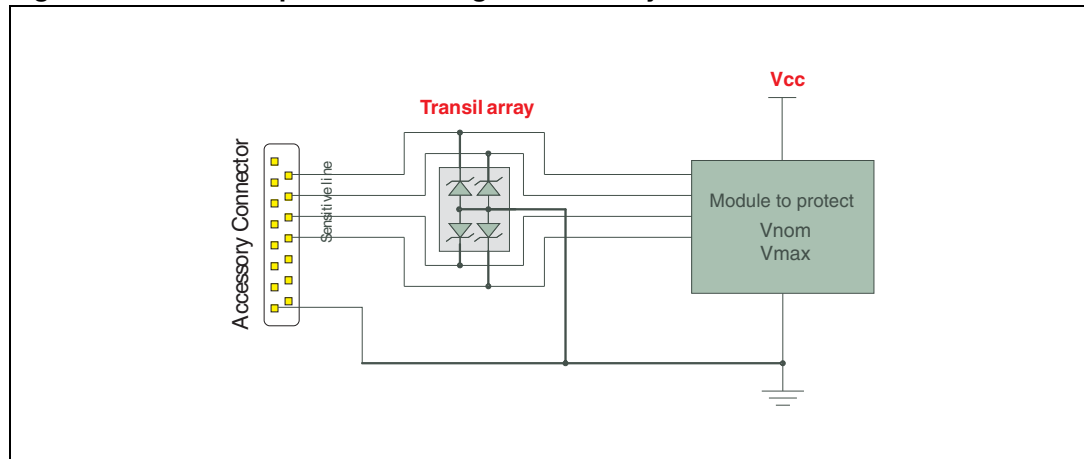 Vcc
Transil array
Accessory Connector
Sensitive line
Module to protect
Vnom
Vmax